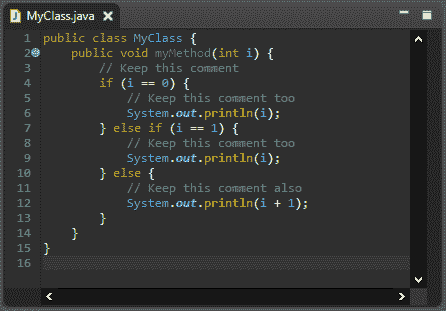 MyClass.java
1 public class MyClass {
2 public void myMethod(int i) {
3 // Keep this comment
4 if (i == 0) {
5 // Keep this comment too
6 System.out.println(i);
7 } else if (i == 1) {
8 // Keep this comment too
9 System.out.println(i);
10 } else {
11 // Keep this comment also
12 System.out.println(i + 1);
13 }
14 }
15 }
16